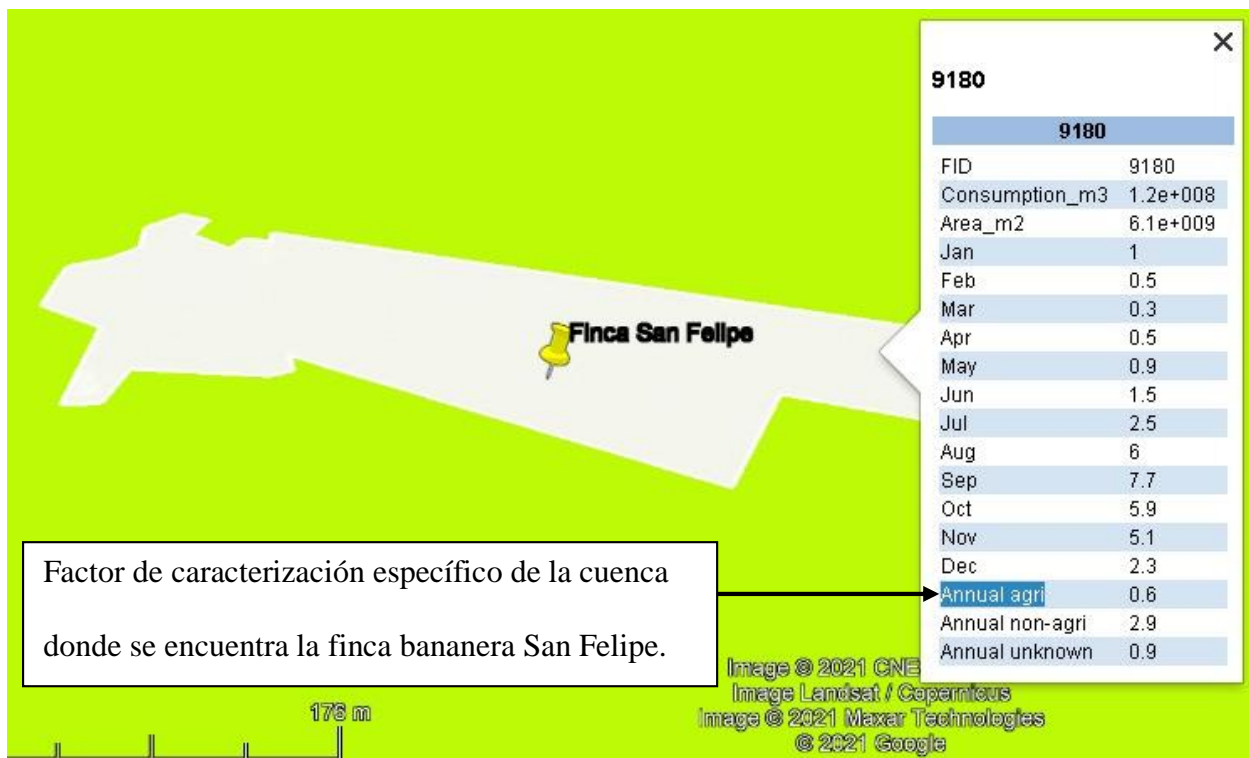 9180
9180
FID 9180
Consumption_m3 1.2e+008
Area_m2 6.1e+009
Jan 1
Feb 0.5
Mar 0.3
Apr 0.5
May 0.9
Jun 1.5
Jul 2.5
Aug 6
Sep 7.7
Oct 5.9
Nov 5.1
Dec 2.3
Annual agri 0.6
Annual non-agri 2.9
Annual unknown 0.9
Finca San Felipe
Factor de caracterización específico de la cuenca
donde se encuentra la finca bananera San Felipe.
176 m
Image © 2021 CNE
Image Landsat / Copernicus
Image © 2021 Maxar Technologies
© 2021 Google